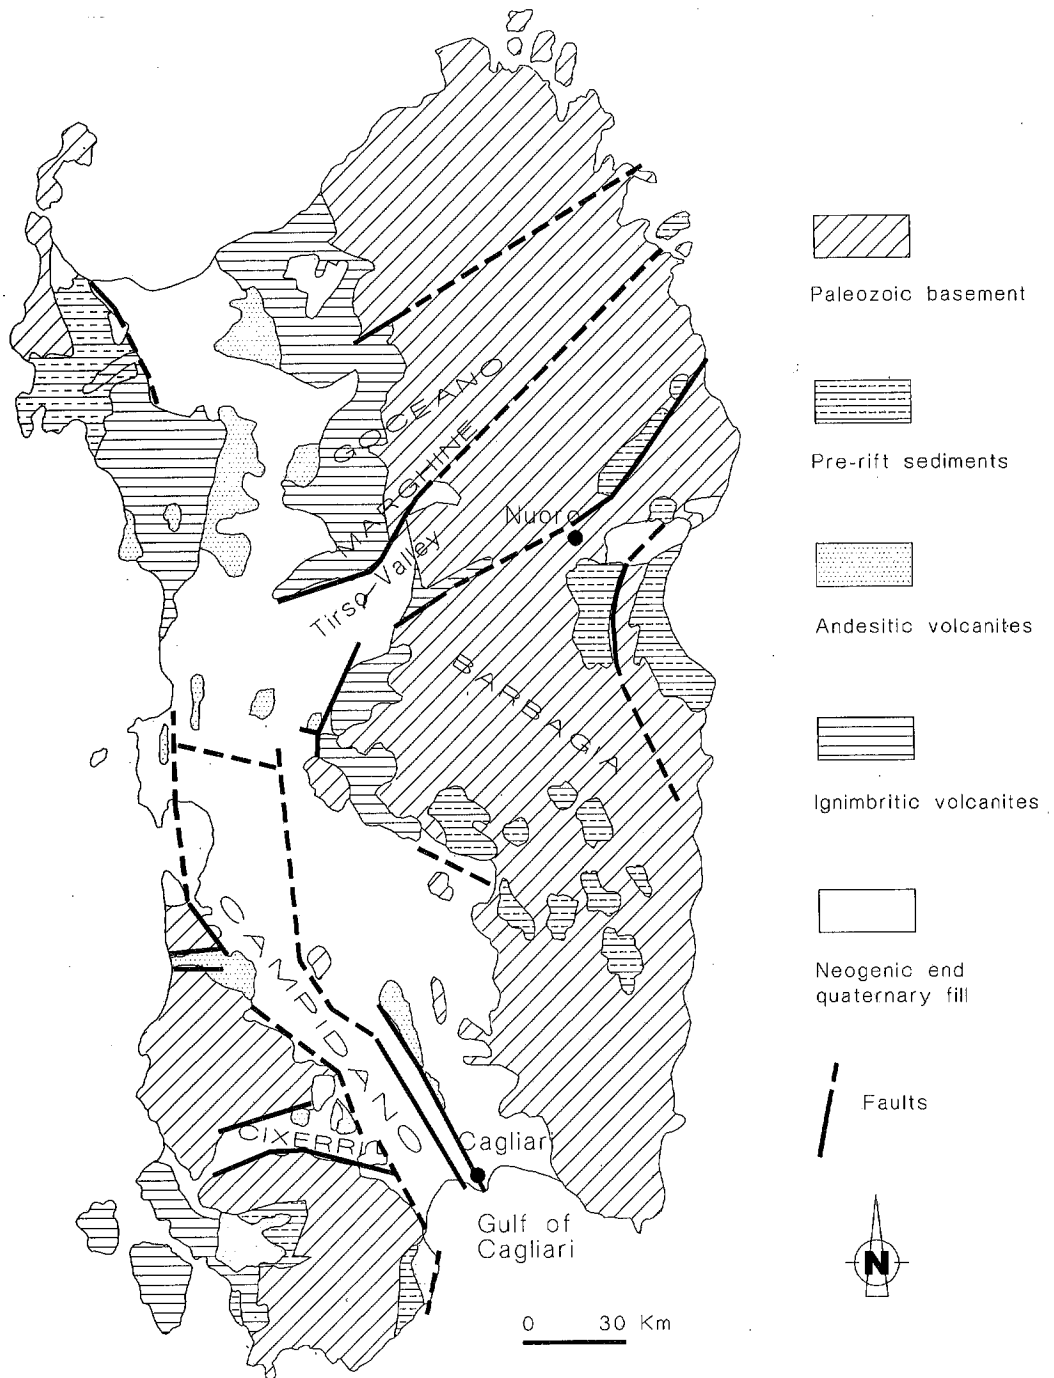 GOCEANO
MARGHINE
Nuoro
Tirso Valley
BARBAGIA
CAMPIDANO
CIXERRI
Cagliari
Gulf of
Cagliari
0 30 Km
Paleozoic basement
Pre-rift sediments
Andesitic volcanites
Ignimbritic volcanites
Neogenic end
quaternary fill
Faults
N